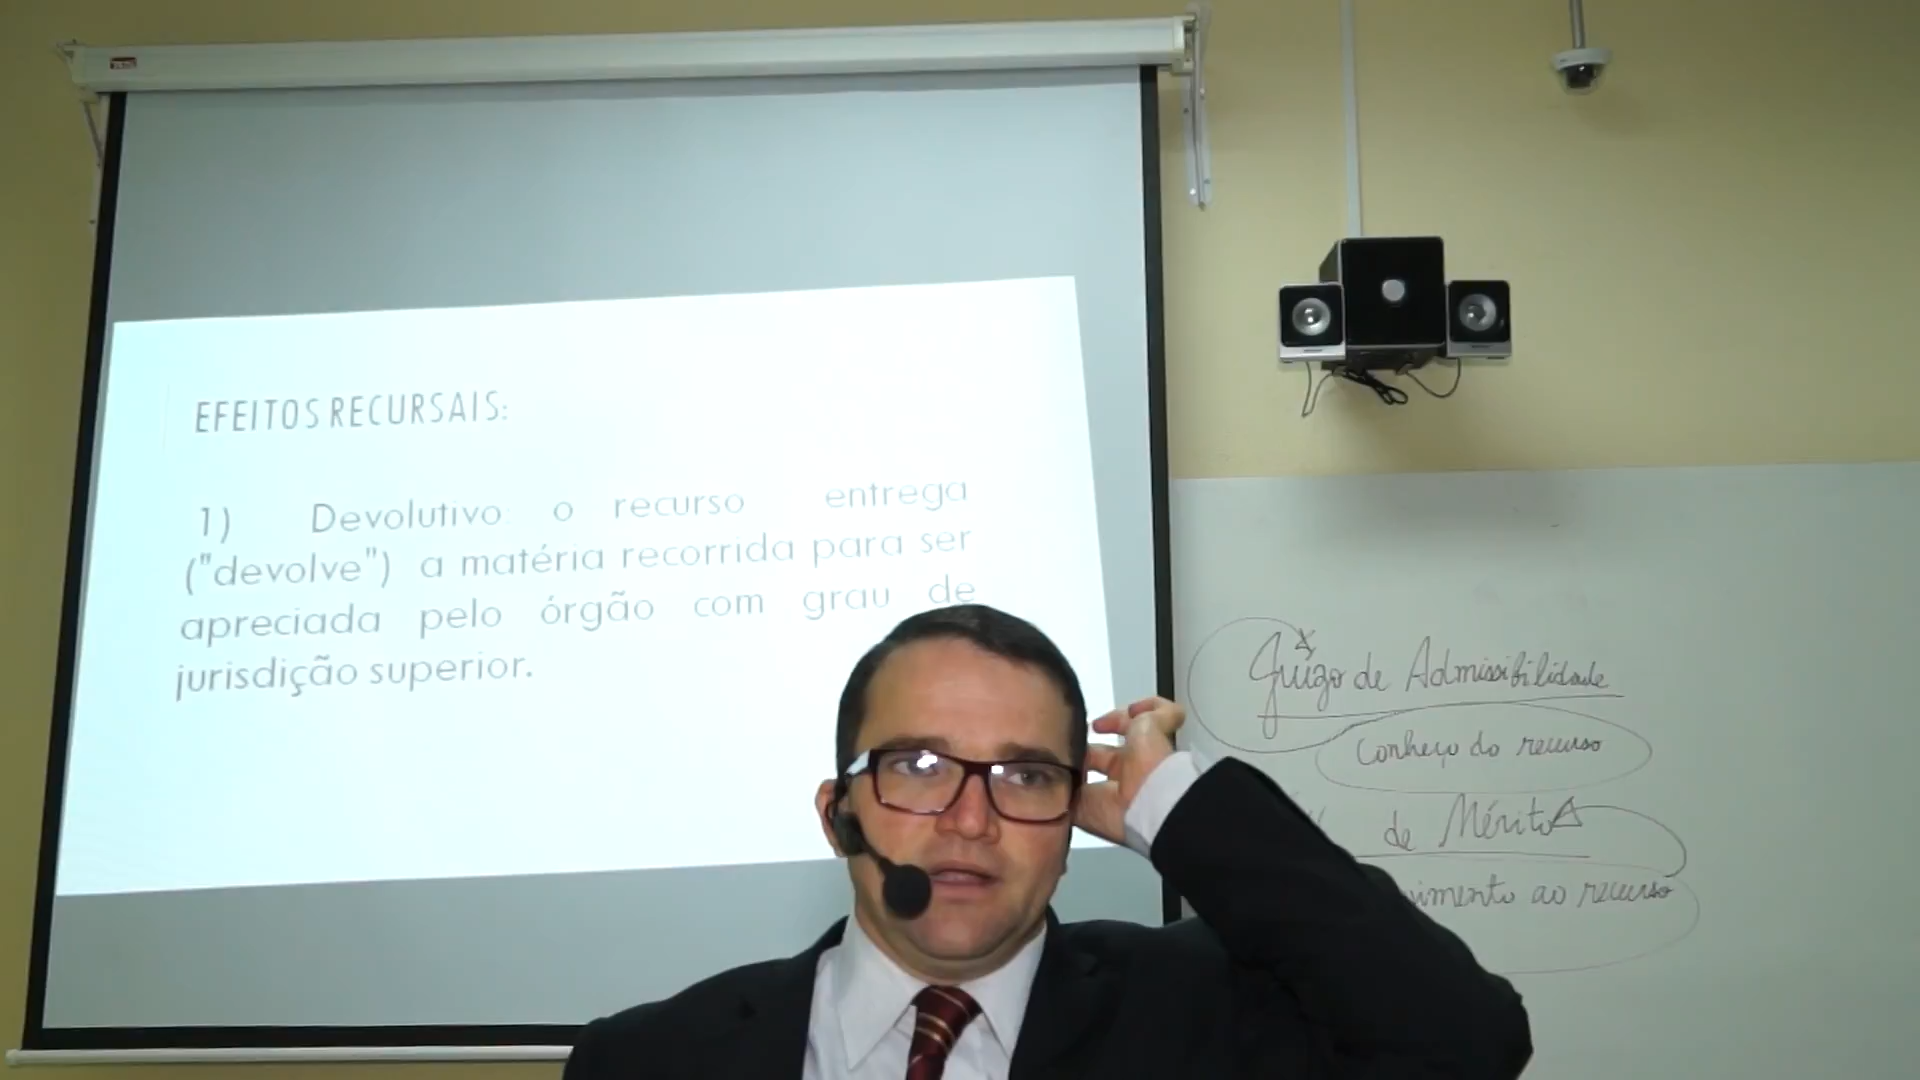 EFEITOS RECURSAIS:
1) Devolutivo: o recurso entrega
("devolve") a matéria recorrida para ser
apreciada pelo órgão com grau de
jurisdição superior.
Juízo de Admissibilidade
Conheço do recurso
de Mérito
vimento ao recurso